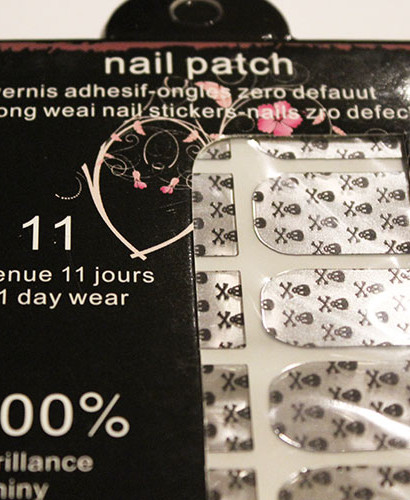 nail patch
vernis adhesif-ongles zero defauut
ong weai nail stickers-nails zro defec
11
enue 11 jours
1 day wear
00%
rillance
hiny